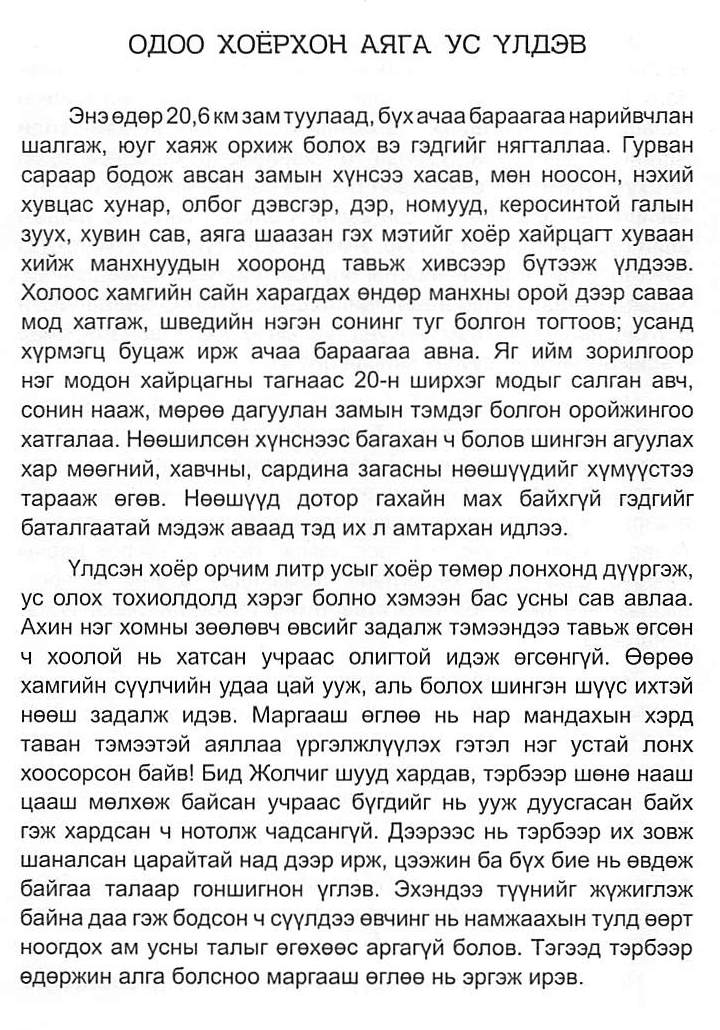 ОДОО ХОЁРХОН АЯГА УС ҮЛДЭВ
Энэ өдөр 20,6 км зам туулаад, бүх ачаа бараагаа нарийвчлан
шалгаж, юуг хаяж орхиж болох вэ гэдгийг нягталлаа. Гурван
сараар бодож авсан замын хүнсээ хасав, мөн ноосон, нэхий
хувцас хунар, олбог дэвсгэр, дэр, номууд, керосинтой галын
зуух, хувин сав, аяга шаазан гэх мэтийг хоёр хайрцагт хуваан
хийж манхнуудын хооронд тавьж хивсээр бүтээж үлдээв.
Холоос хамгийн сайн харагдах өндөр манхны орой дээр саваа
мод хатгаж, шведийн нэгэн сонинг туг болгон тогтоов; усанд
хүрмэгц буцаж ирж ачаа бараагаа авна. Яг ийм зорилгоор
нэг модон хайрцагны тагнаас 20-н ширхэг модыг салган авч,
сонин нааж, мөрөө дагуулан замын тэмдэг болгон оройжингоо
хатгалаа. Нөөшилсөн хүнснээс багахан ч болов шингэн агуулах
хар мөөгний, хавчны, сардина загасны нөөшүүдийг хүмүүстээ
тарааж өгөв. Нөөшүүд дотор гахайн мах байхгүй гэдгийг
баталгаатай мэдэж аваад тэд их л амтархан идлээ.
Үлдсэн хоёр орчим литр усыг хоёр төмөр лонхонд дүүргэж,
ус олох тохиолдолд хэрэг болно хэмээн бас усны сав авлаа.
Ахин нэг хомны зөөлөвч өвсийг задалж тэмээндээ тавьж өгсөн
ч хоолой нь хатсан учраас олигтой идэж өгсөнгүй. Өөрөө
хамгийн сүүлчийн удаа цай ууж, аль болох шингэн шүүс ихтэй
нөөш задалж идэв. Маргааш өглөө нь нар мандахын хэрд
таван тэмээтэй аяллаа үргэлжлүүлэх гэтэл нэг устай лонх
хоосорсон байв! Бид Жолчиг шууд хардав, тэрбээр шөнө нааш
цааш мөлхөж байсан учраас бүгдийг нь ууж дуусгасан байх
гэж хардсан ч нотолж чадсангүй. Дээрээс нь тэрбээр их зовж
шаналсан царайтай над дээр ирж, цээжин ба бүх бие нь өвдөж
байгаа талаар гоншигнон үглэв. Эхэндээ түүнийг жүжиглэж
байна даа гэж бодсон ч сүүлдээ өвчинг нь намжаахын тулд өөрт
ноогдох ам усны талыг өгөхөөс аргагүй болов. Тэгээд тэрбээр
өдөржин алга болсноо маргааш өглөө нь эргэж ирэв.